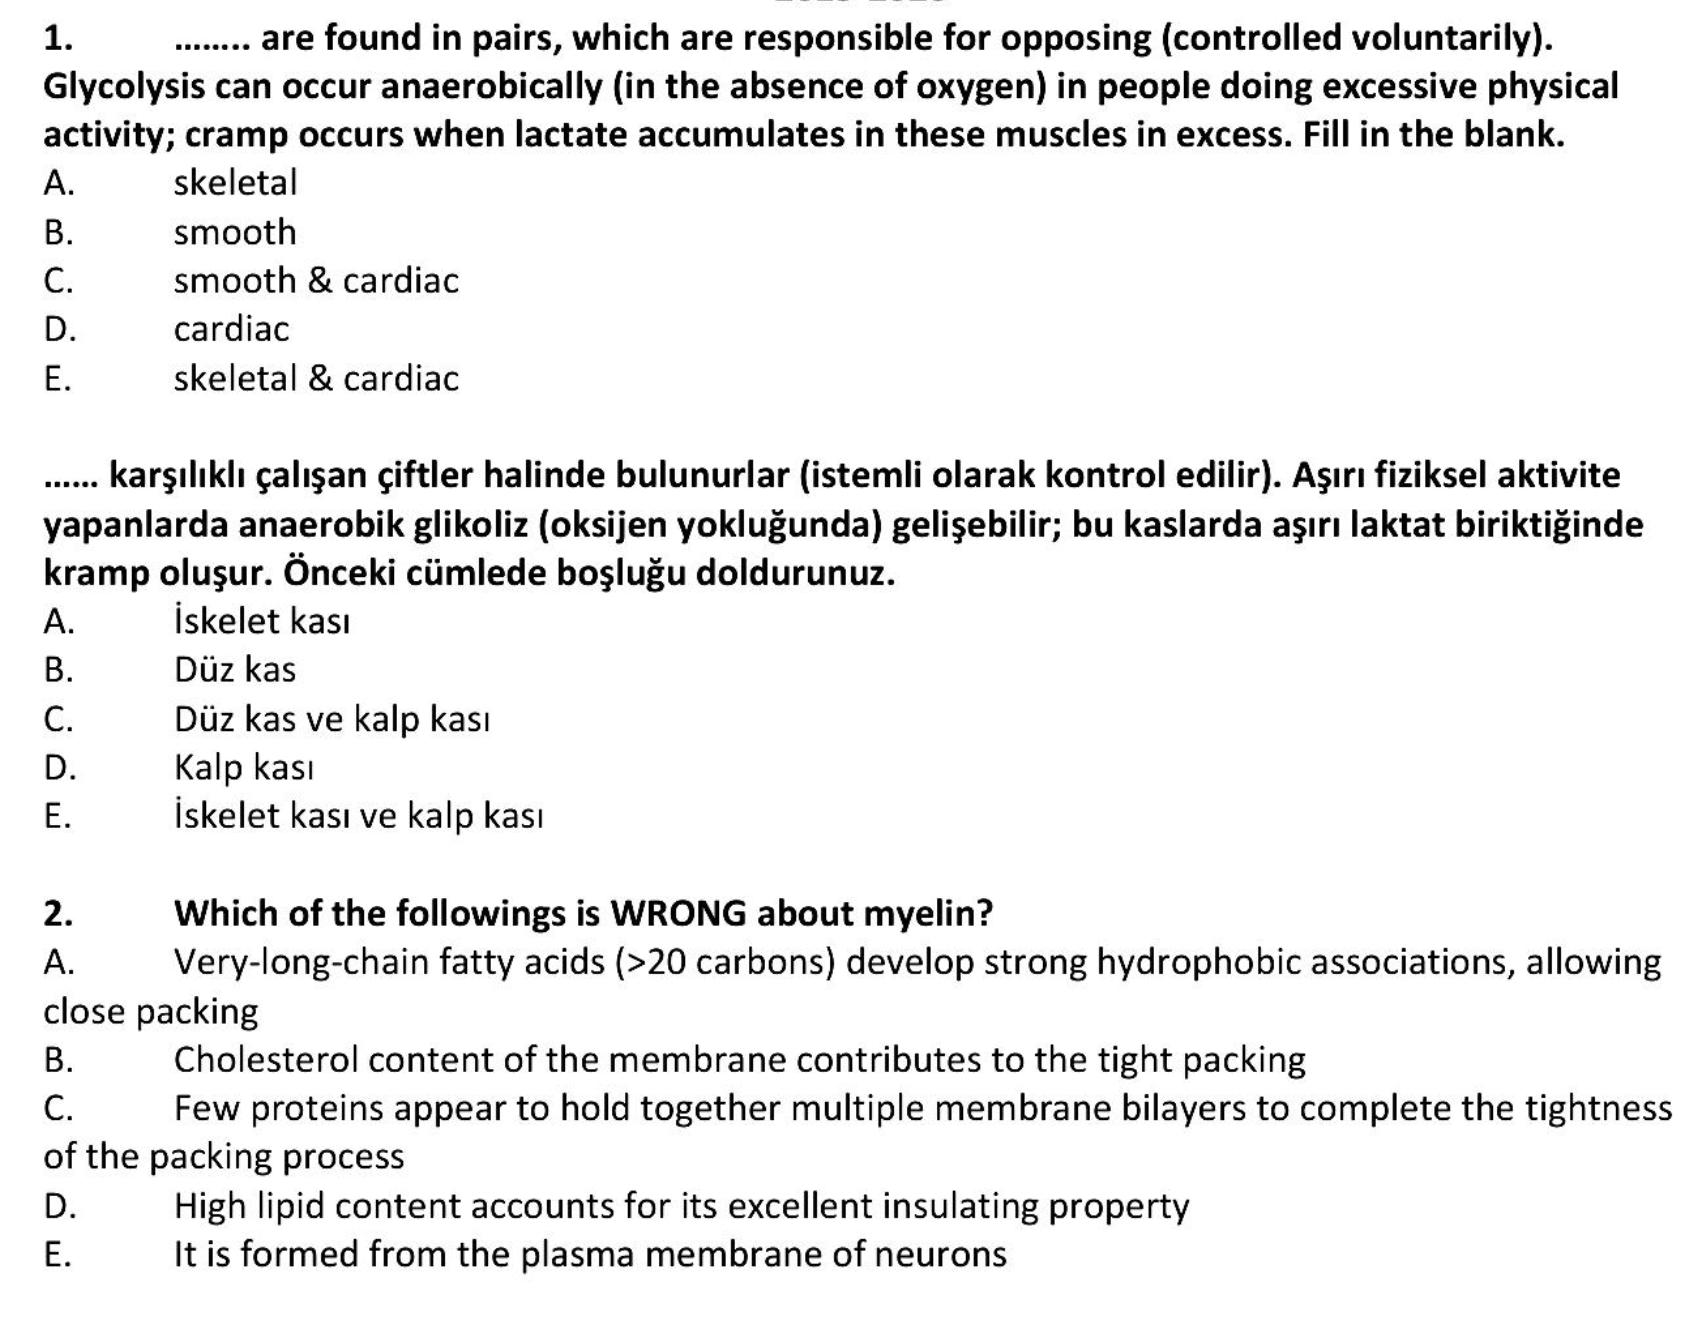 1. ........ are found in pairs, which are responsible for opposing (controlled voluntarily).
Glycolysis can occur anaerobically (in the absence of oxygen) in people doing excessive physical
activity; cramp occurs when lactate accumulates in these muscles in excess. Fill in the blank.
A. skeletal
B. smooth
C. smooth & cardiac
D. cardiac
E. skeletal & cardiac
...... karşılıklı çalışan çiftler halinde bulunurlar (istemli olarak kontrol edilir). Aşırı fiziksel aktivite
yapanlarda anaerobik glikoliz (oksijen yokluğunda) gelişebilir; bu kaslarda aşırı laktat biriktiğinde
kramp oluşur. Önceki cümlede boşluğu doldurunuz.
A. İskelet kası
B. Düz kas
C. Düz kas ve kalp kası
D. Kalp kası
E. İskelet kası ve kalp kası
2. Which of the followings is WRONG about myelin?
A. Very-long-chain fatty acids (>20 carbons) develop strong hydrophobic associations, allowing
close packing
B. Cholesterol content of the membrane contributes to the tight packing
C. Few proteins appear to hold together multiple membrane bilayers to complete the tightness
of the packing process
D. High lipid content accounts for its excellent insulating property
E. It is formed from the plasma membrane of neurons